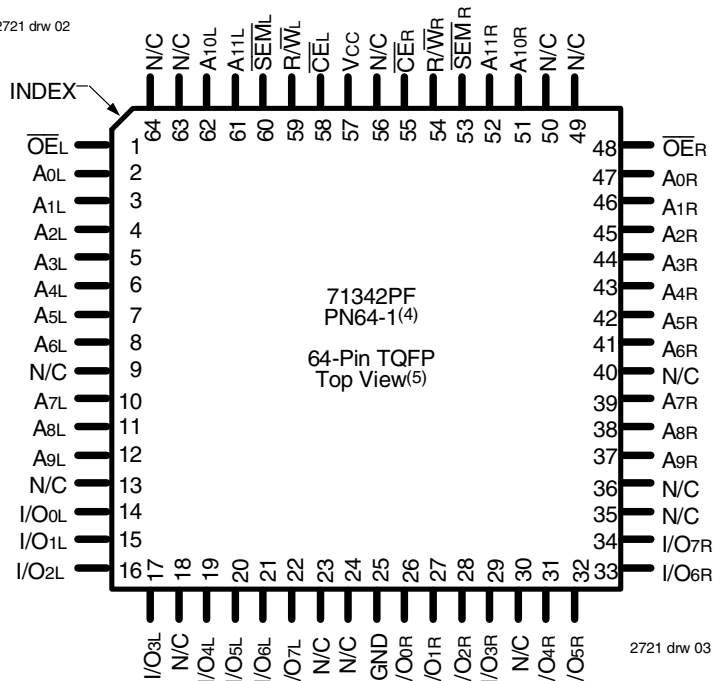 2721 drw 02
INDEX
N/C
N/C
A10L
A11L
SEML
R/WL
CEL
VCC
N/C
CER
R/WR
SEMR
A11R
A10R
N/C
N/C
64 63 62 61 60 59 58 57 56 55 54 53 52 51 50 49
OEL 1
A0L 2
A1L 3
A2L 4
A3L 5
A4L 6
A5L 7
A6L 8
N/C 9
A7L 10
A8L 11
A9L 12
N/C 13
I/O0L 14
I/O1L 15
I/O2L 16
71342PF
PN64-1(4)
64-Pin TQFP
Top View(5)
48 OER
47 A0R
46 A1R
45 A2R
44 A3R
43 A4R
42 A5R
41 A6R
40 N/C
39 A7R
38 A8R
37 A9R
36 N/C
35 N/C
34 I/O7R
33 I/O6R
17 18 19 20 21 22 23 24 25 26 27 28 29 30 31 32
I/O3L
N/C
I/O4L
I/O5L
I/O6L
I/O7L
N/C
N/C
GND
I/O0R
I/O1R
I/O2R
I/O3R
N/C
I/O4R
I/O5R
2721 drw 03